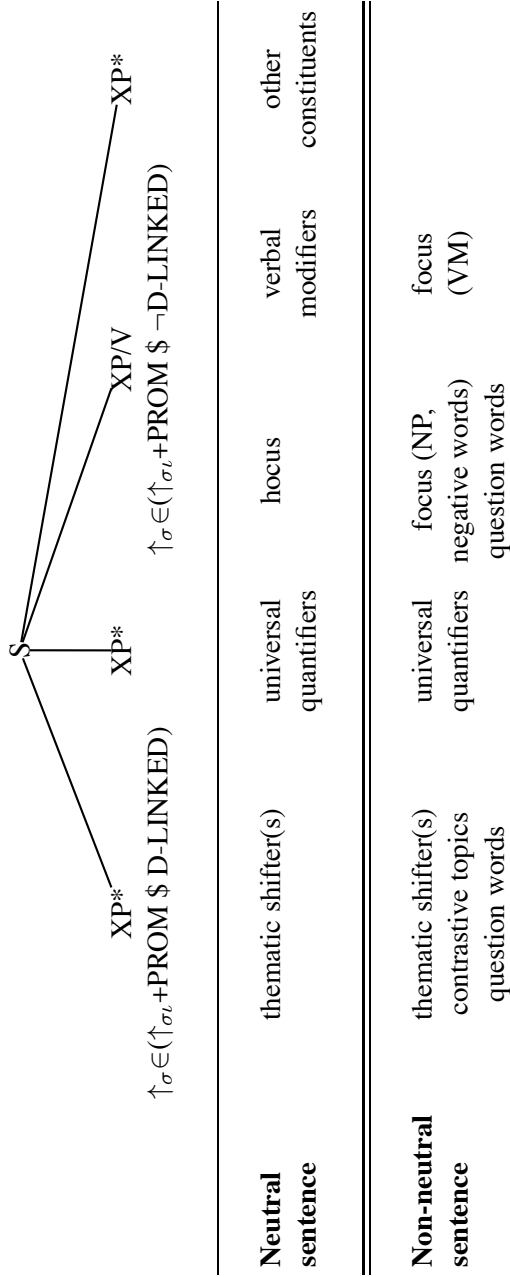 S
XP* XP* XP/V XP*
↑σ∈(↑σι+PROM $ D-LINKED) ↑σ∈(↑σι+PROM $ ¬D-LINKED)
Neutral thematic shifter(s) universal hocus verbal other
sentence quantifiers modifiers constituents
Non-neutral thematic shifter(s) universal focus (NP, focus
sentence contrastive topics quantifiers negative words) (VM)
question words question words